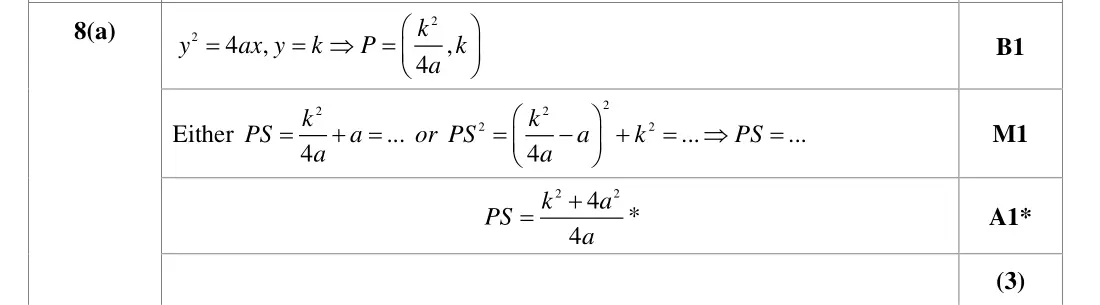 8(a) y² = 4ax, y = k ⇒ P = (k²/4a, k) B1
Either PS = k²/4a + a = ... or PS² = (k²/4a − a)² + k² = ... ⇒ PS = ... M1
PS = (k² + 4a²)/4a * A1*
(3)